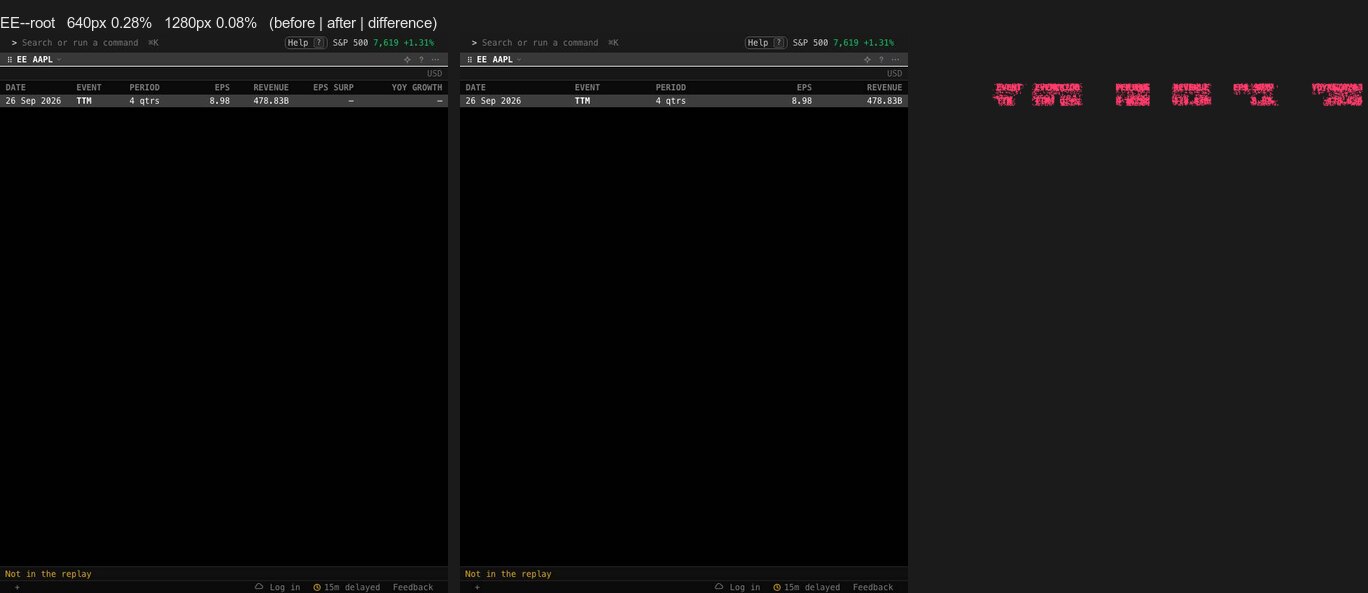 EE--root 640px 0.28% 1280px 0.08% (before | after | difference)
> Search or run a command ⌘K Help ? S&P 500 7,619 +1.31%
> Search or run a command ⌘K Help ? S&P 500 7,619 +1.31%
EE AAPL ? ...
EE AAPL ? ...
USD
USD
DATE EVENT PERIOD EPS REVENUE EPS SURP YOY GROWTH
26 Sep 2026 TTM 4 qtrs 8.98 478.83B — —
DATE EVENT PERIOD EPS REVENUE
26 Sep 2026 TTM 4 qtrs 8.98 478.83B
EVENT
REVENUE
EPS SURP
Not in the replay
Not in the replay
+ Log in 15m delayed Feedback
+ Log in 15m delayed Feedback